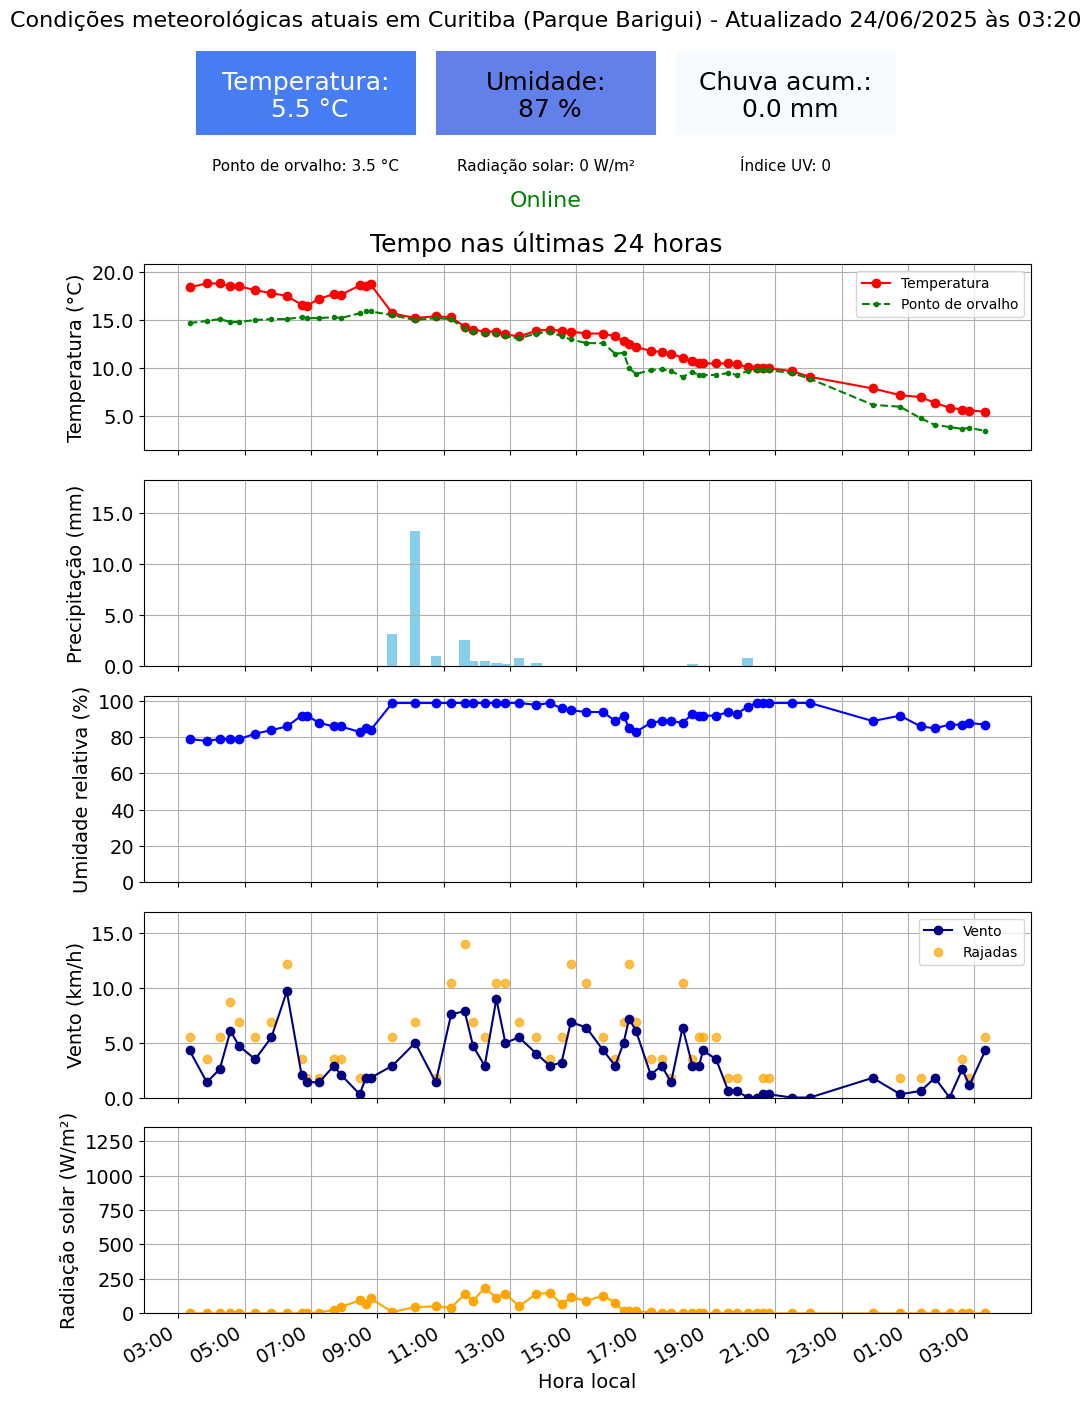 Condições meteorológicas atuais em Curitiba (Parque Barigui) - Atualizado 24/06/2025 às 03:20
Temperatura:
5.5 °C
Umidade:
87 %
Chuva acum.:
0.0 mm
Ponto de orvalho: 3.5 °C
Radiação solar: 0 W/m²
Índice UV: 0
Online
Tempo nas últimas 24 horas
Temperatura (°C)
20.0
15.0
10.0
5.0
Temperatura
Ponto de orvalho
Precipitação (mm)
15.0
10.0
5.0
0.0
Umidade relativa (%)
100
80
60
40
20
0
Vento (km/h)
15.0
10.0
5.0
0.0
Vento
Rajadas
Radiação solar (W/m²)
1250
1000
750
500
250
0
03:00
05:00
07:00
09:00
11:00
13:00
15:00
17:00
19:00
21:00
23:00
01:00
03:00
Hora local